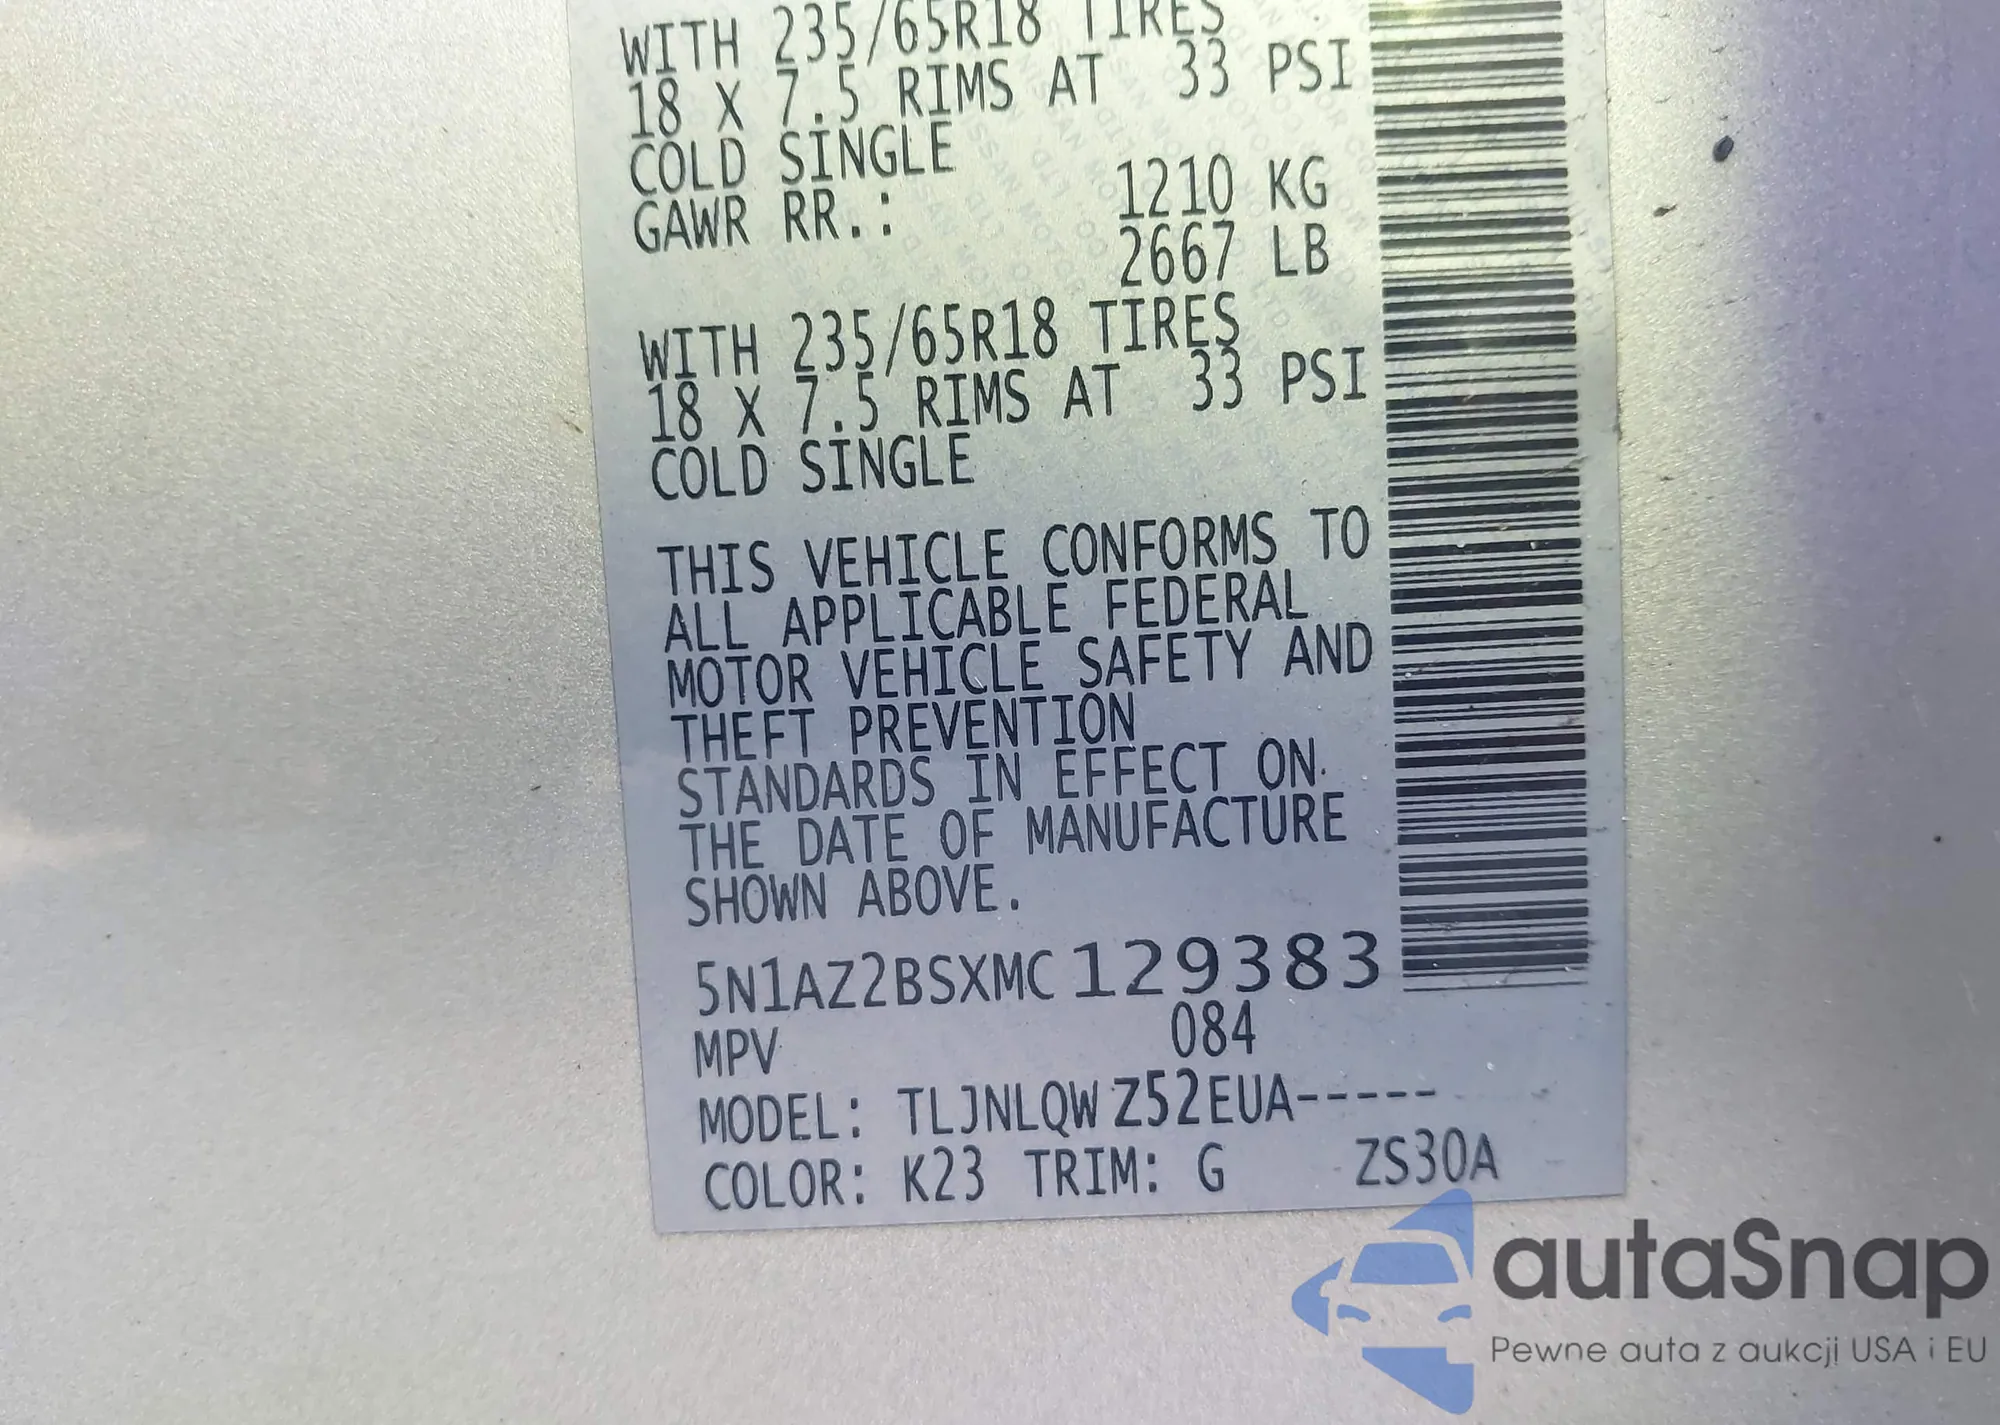 WITH 235/65R18 TIRES
18 X 7.5 RIMS AT 33 PSI
COLD SINGLE
GAWR RR.: 1210 KG
2667 LB
WITH 235/65R18 TIRES
18 X 7.5 RIMS AT 33 PSI
COLD SINGLE
THIS VEHICLE CONFORMS TO
ALL APPLICABLE FEDERAL
MOTOR VEHICLE SAFETY AND
THEFT PREVENTION
STANDARDS IN EFFECT ON
THE DATE OF MANUFACTURE
SHOWN ABOVE.
5N1AZ2BSXMC129383
MPV 084
MODEL: TLJNLQWZ52EUA-----
COLOR: K23 TRIM: G ZS30A
autaSnap
Pewne auta z aukcji USA i EU